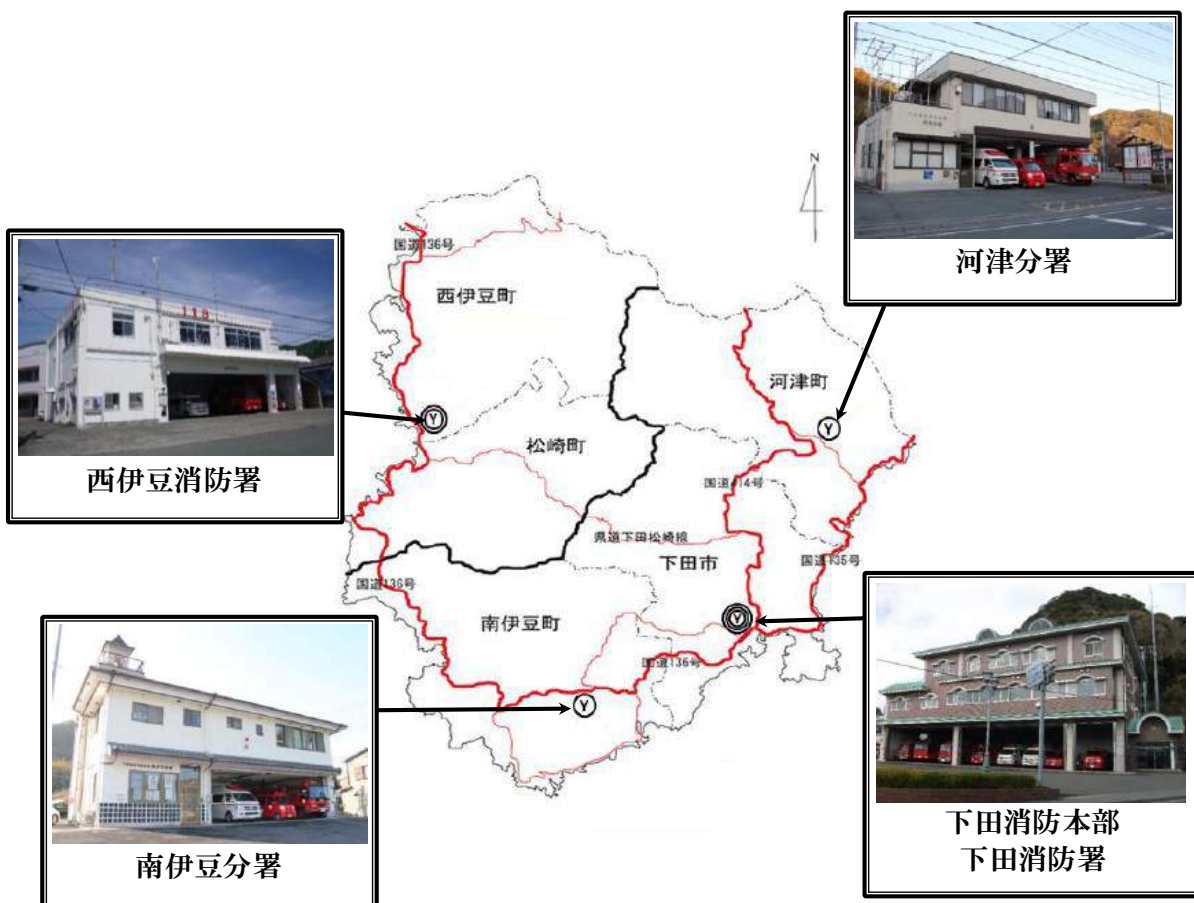 河津分署
N
国道136号
西伊豆町
119
西伊豆消防署
河津町
Y
Y
松崎町
国道414号
県道下田松崎線
下田市
国道135号
国道136号
南伊豆町
Y
国道136号
Y
南伊豆分署
下田消防本部
下田消防署